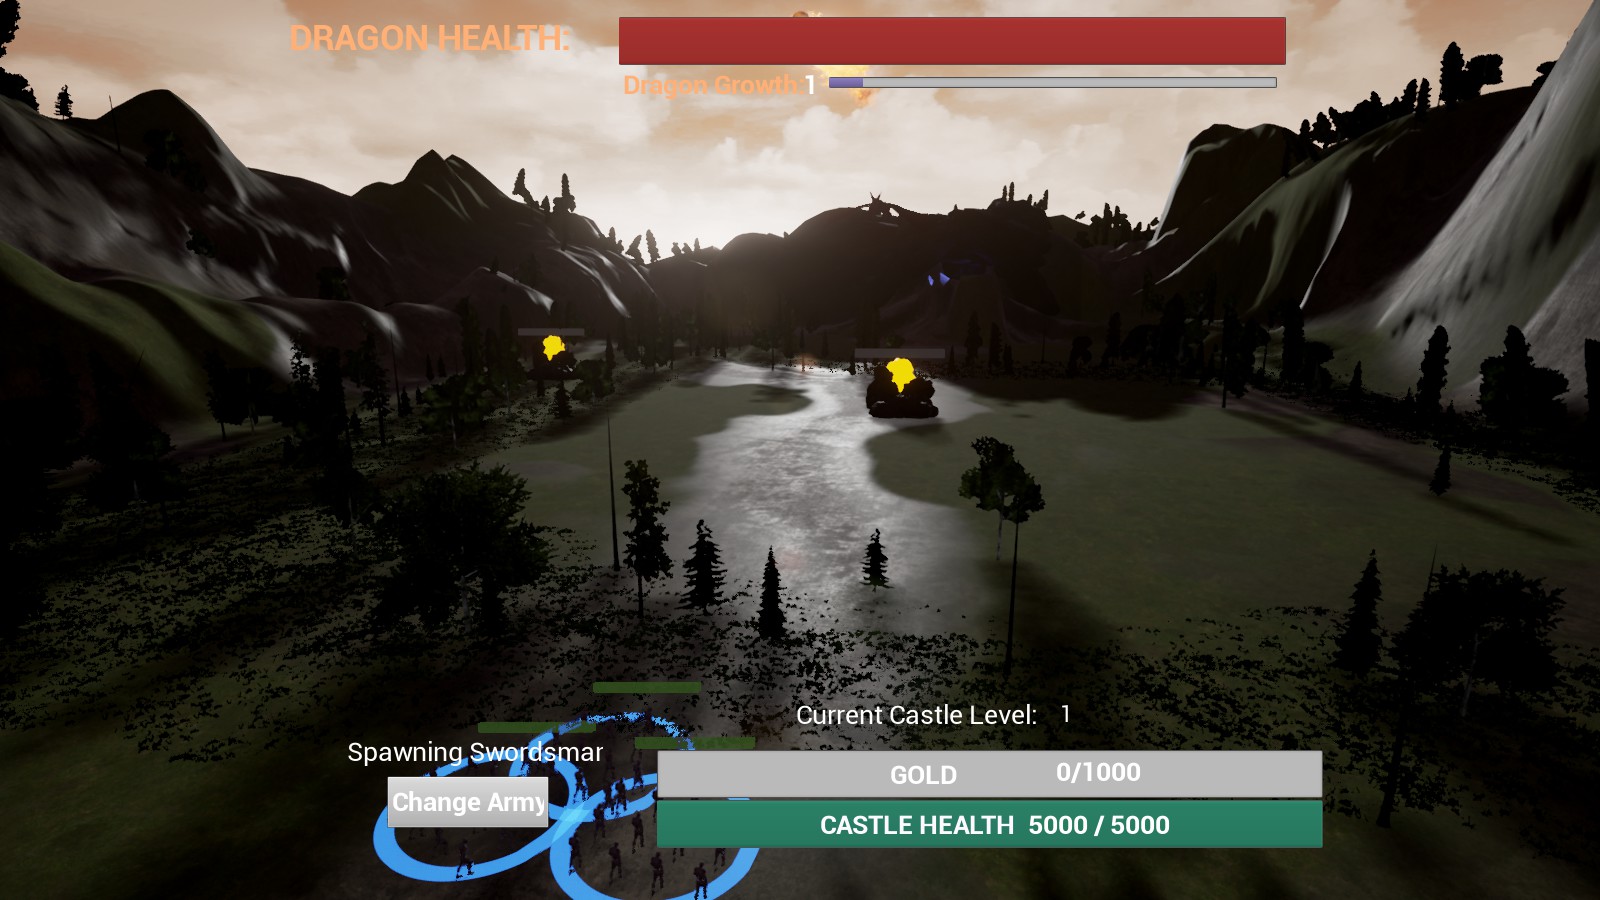 DRAGON HEALTH:
Dragon Growth: 1
Current Castle Level: 1
Spawning Swordsmar
Change Army
GOLD 0/1000
CASTLE HEALTH 5000 / 5000